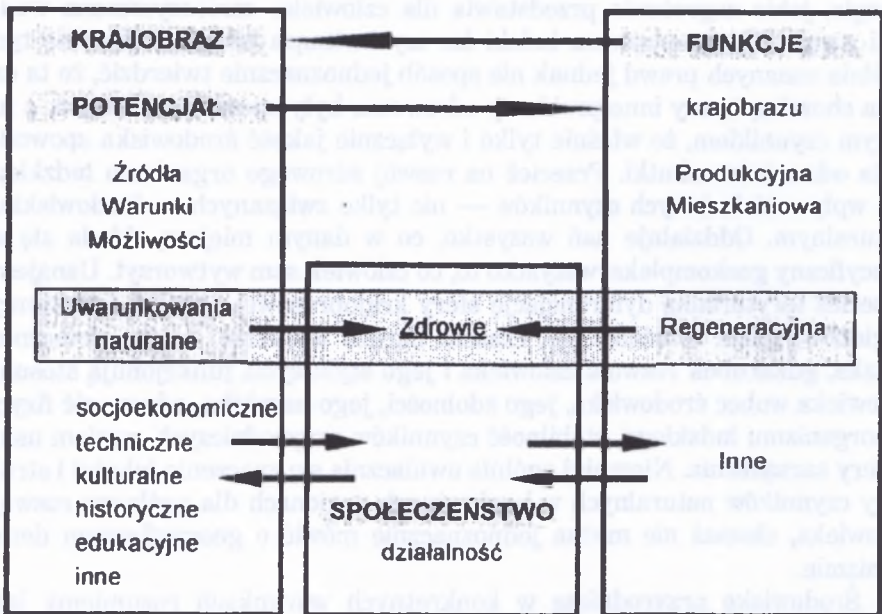 KRAJOBRAZ
POTENCJAŁ
Źródła
Warunki
Możliwości
Uwarunkowania
naturalne
socjoekonomiczne
techniczne
kulturalne
historyczne
edukacyjne
inne
Zdrowie
SPOŁECZEŃSTWO
działalność
FUNKCJE
krajobrazu
Produkcyjna
Mieszkaniowa
Regeneracyjna
Inne